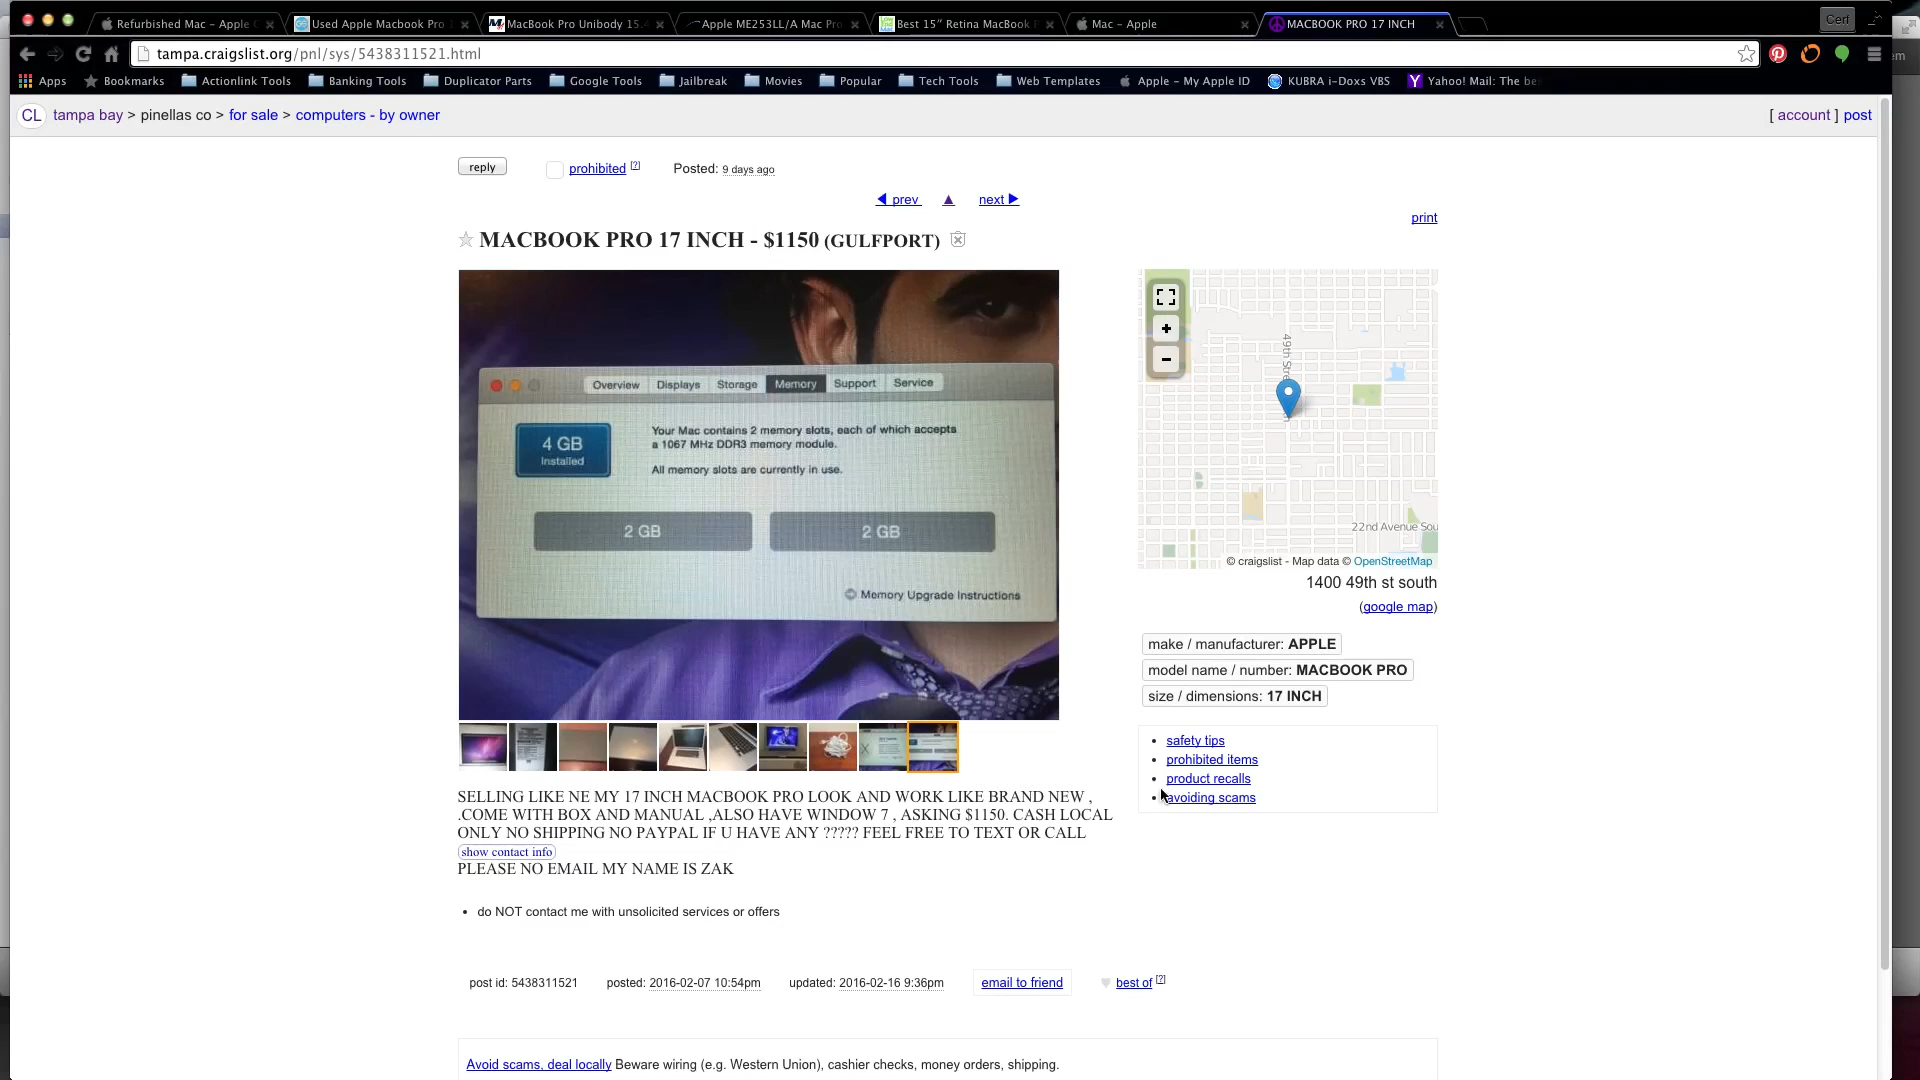 Refurbished Mac - Apple
Used Apple Macbook Pro
MacBook Pro Unibody 15.
Apple ME253LL/A Mac Pro
Best 15” Retina MacBook
Mac - Apple
MACBOOK PRO 17 INCH
Cerf
tampa.craigslist.org/pnl/sys/5438311521.html
Apps
Bookmarks
Actionlink Tools
Banking Tools
Duplicator Parts
Google Tools
Jailbreak
Movies
Popular
Tech Tools
Web Templates
Apple - My Apple ID
KUBRA i-Doxs VBS
Yahoo! Mail: The be
CL tampa bay > pinellas co > for sale > computers - by owner
[ account ] post
reply
prohibited [?]
Posted: 9 days ago
◀ prev ▲ next ▶
print
☆ MACBOOK PRO 17 INCH - $1150 (GULFPORT)
Overview Displays Storage Memory Support Service
4 GB
Installed
Your Mac contains 2 memory slots, each of which accepts
a 1067 MHz DDR3 memory module.
All memory slots are currently in use.
2 GB
2 GB
Memory Upgrade Instructions
+
−
49th Stre
22nd Avenue Sou
© craigslist - Map data © OpenStreetMap
1400 49th st south
(google map)
make / manufacturer: APPLE
model name / number: MACBOOK PRO
size / dimensions: 17 INCH
• safety tips
• prohibited items
• product recalls
• avoiding scams
SELLING LIKE NE MY 17 INCH MACBOOK PRO LOOK AND WORK LIKE BRAND NEW ,
.COME WITH BOX AND MANUAL ,ALSO HAVE WINDOW 7 , ASKING $1150. CASH LOCAL
ONLY NO SHIPPING NO PAYPAL IF U HAVE ANY ????? FEEL FREE TO TEXT OR CALL
show contact info
PLEASE NO EMAIL MY NAME IS ZAK
• do NOT contact me with unsolicited services or offers
post id: 5438311521
posted: 2016-02-07 10:54pm
updated: 2016-02-16 9:36pm
email to friend
♥ best of [?]
Avoid scams, deal locally Beware wiring (e.g. Western Union), cashier checks, money orders, shipping.